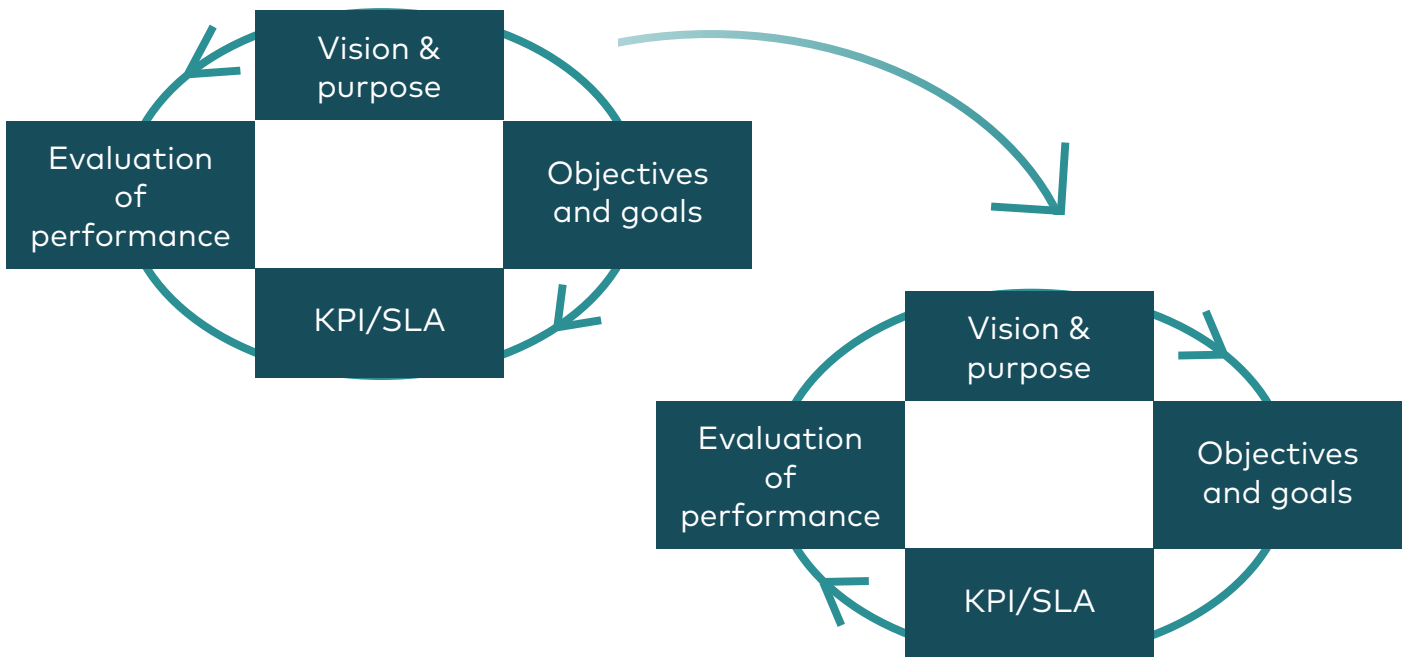 Vision &
purpose
Evaluation
of
performance
Objectives
and goals
KPI/SLA
Vision &
purpose
Evaluation
of
performance
Objectives
and goals
KPI/SLA